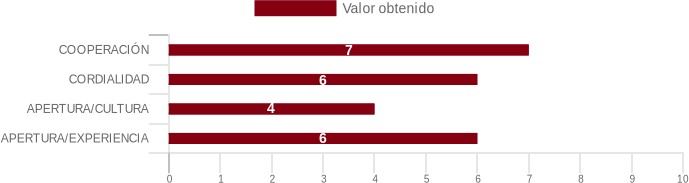 Valor obtenido
COOPERACIÓN 7
CORDIALIDAD 6
APERTURA/CULTURA 4
APERTURA/EXPERIENCIA 6
0 1 2 3 4 5 6 7 8 9 10